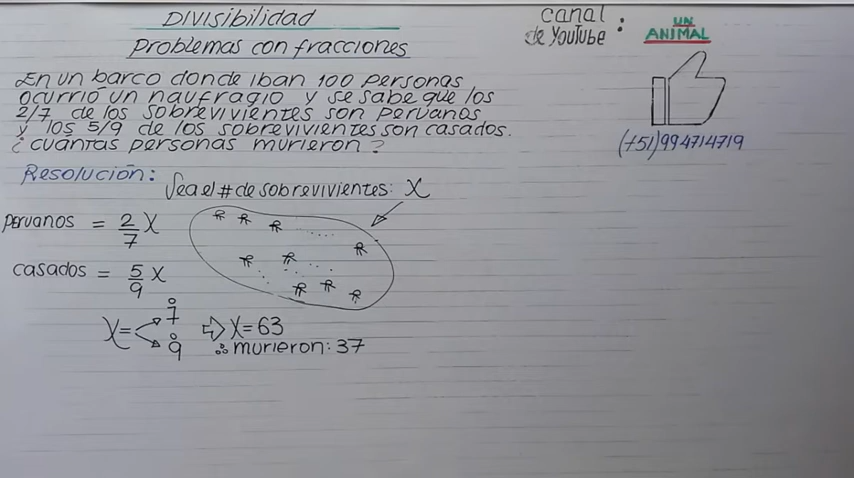 Divisibilidad
canal
de YouTube :
UN
ANIMAL
problemas con fracciones
En un barco donde iban 100 personas
ocurrió un naufragio y se sabe que los
2/7 de los sobrevivientes son peruanos
y los 5/9 de los sobrevivientes son casados.
¿cuantas personas murieron?
(+51)994714719
Resolución:
Sea el # de sobrevivientes: X
peruanos = 2/7 X
casados = 5/9 X
X= 7° 9° ⇒ X=63
∴ murieron: 37